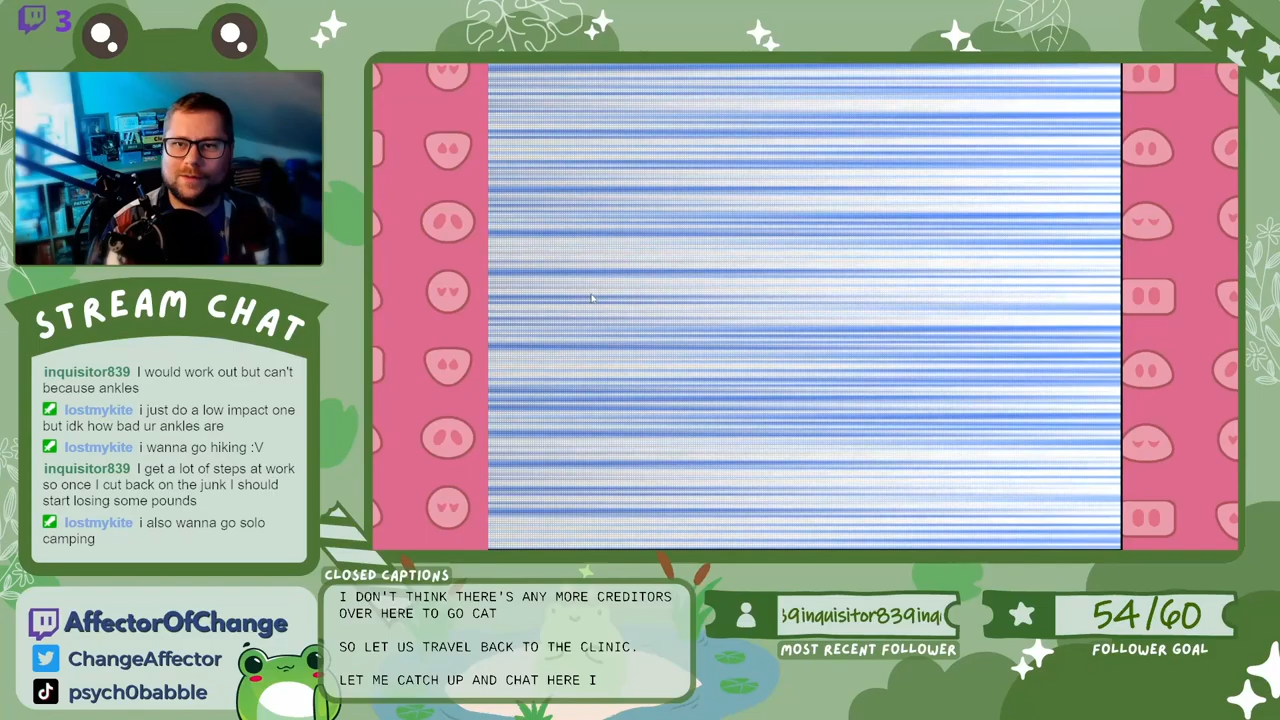 3
STREAM CHAT
inquisitor839 I would work out but can't
because ankles
lostmykite i just do a low impact one
but idk how bad ur ankles are
lostmykite i wanna go hiking :V
inquisitor839 I get a lot of steps at work
so once I cut back on the junk I should
start losing some pounds
lostmykite i also wanna go solo
camping
AffectorOfChange
ChangeAffector
psych0babble
CLOSED CAPTIONS
I DON'T THINK THERE'S ANY MORE CREDITORS
OVER HERE TO GO CAT
SO LET US TRAVEL BACK TO THE CLINIC.
LET ME CATCH UP AND CHAT HERE I
39inquisitor839inqu
MOST RECENT FOLLOWER
54/60
FOLLOWER GOAL